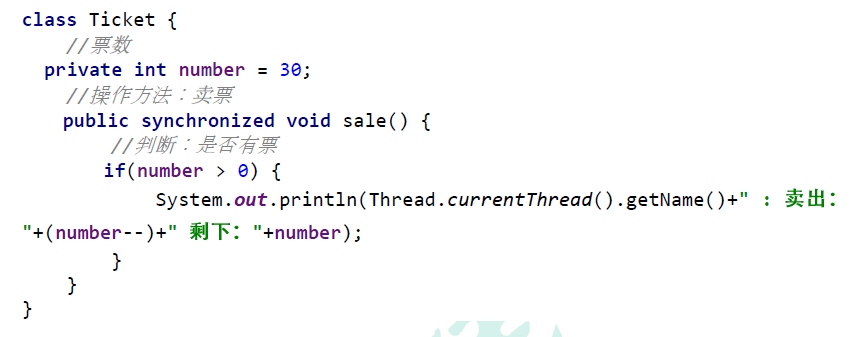 class Ticket {
//票数
private int number = 30;
//操作方法：卖票
public synchronized void sale() {
//判断：是否有票
if(number > 0) {
System.out.println(Thread.currentThread().getName()+" : 卖出：
"+(number--)+" 剩下："+number);
}
}
}